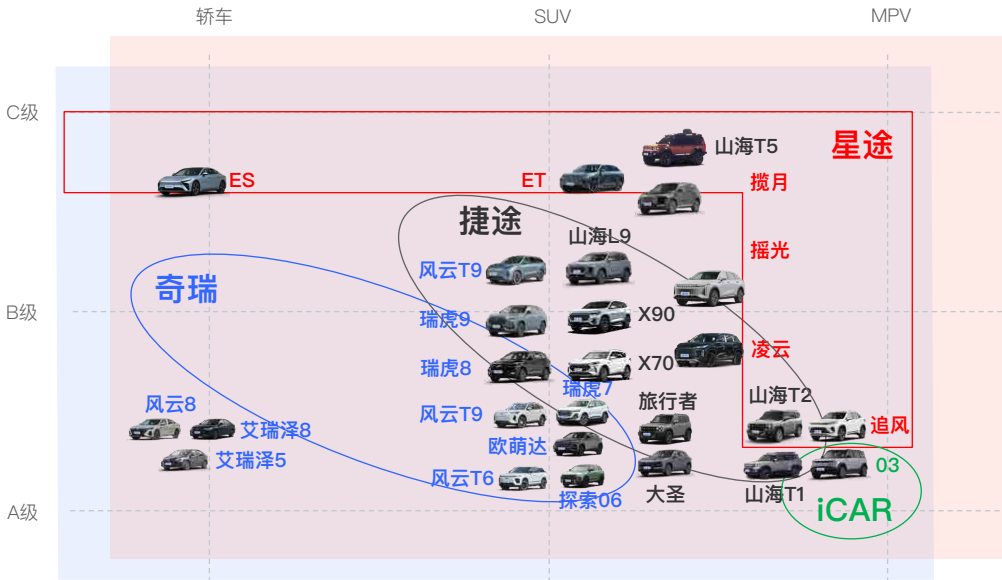 轿车
SUV
MPV
C级
星途
山海T5
ES
ET
揽月
捷途
山海L9
摇光
风云T9
奇瑞
B级
瑞虎9
X90
瑞虎8
X70
凌云
瑞虎7
风云8
风云T9
旅行者
山海T2
艾瑞泽8
追风
欧萌达
艾瑞泽5
03
风云T6
探索06
大圣
山海T1
A级
iCAR